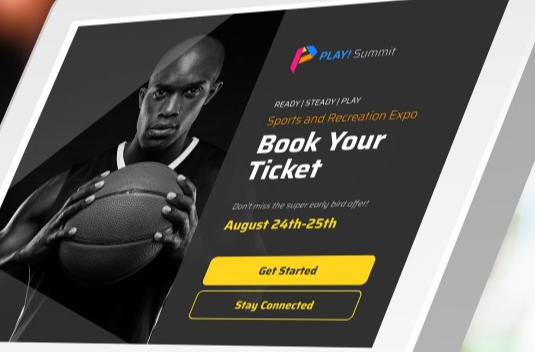 PLAY! Summit
READY | STEADY | PLAY
Sports and Recreation Expo
Book Your
Ticket
Don't miss the super early bird offer!
August 24th-25th
Get Started
Stay Connected